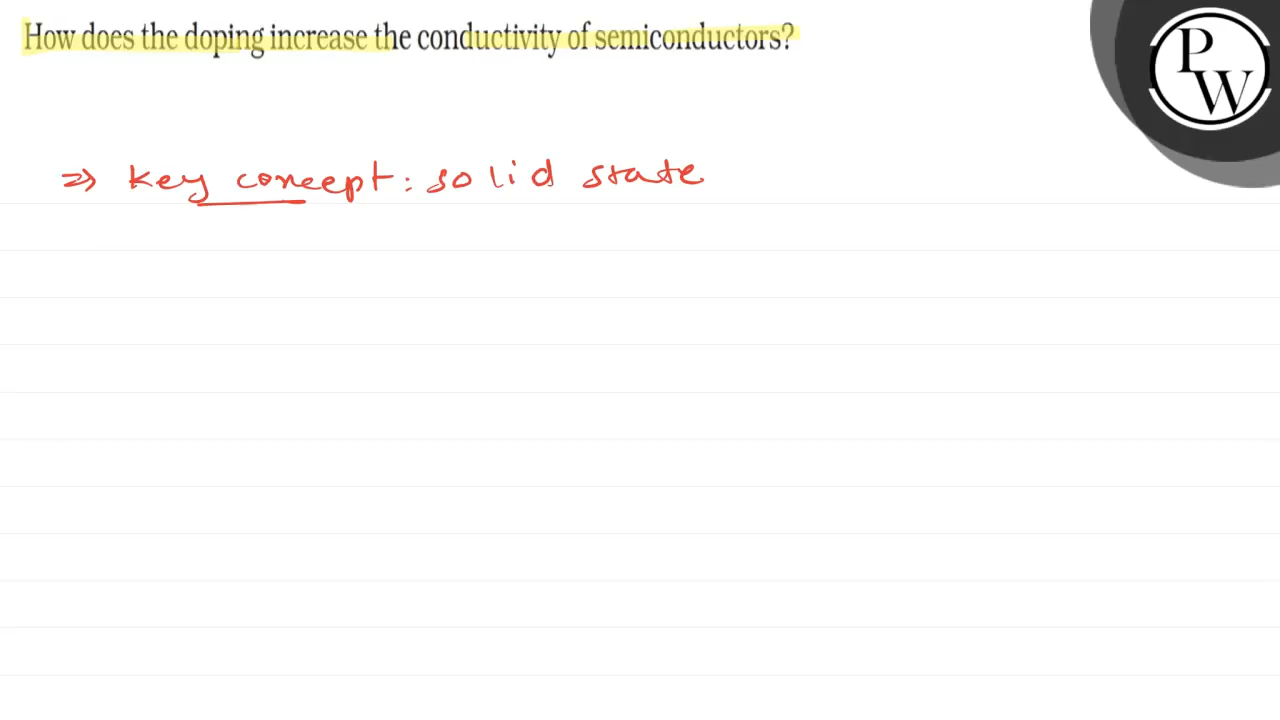 How does the doping increase the conductivity of semiconductors?
PW
⇒ Key concept: solid state